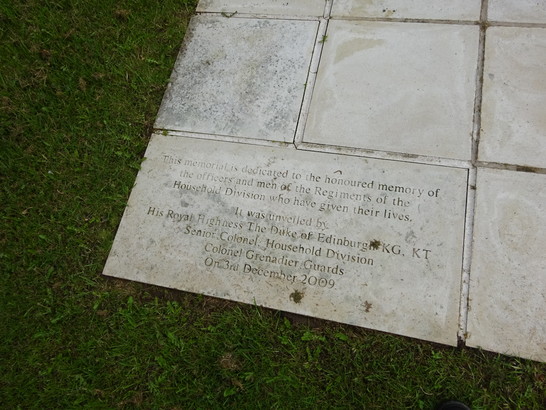 This memorial is dedicated to the honoured memory of
the officers and men of the Regiments of the
Household Division who have given their lives.
It was unveiled by
His Royal Highness The Duke of Edinburgh KG, KT
Senior Colonel, Household Division
Colonel Grenadier Guards
On 3rd December 2009